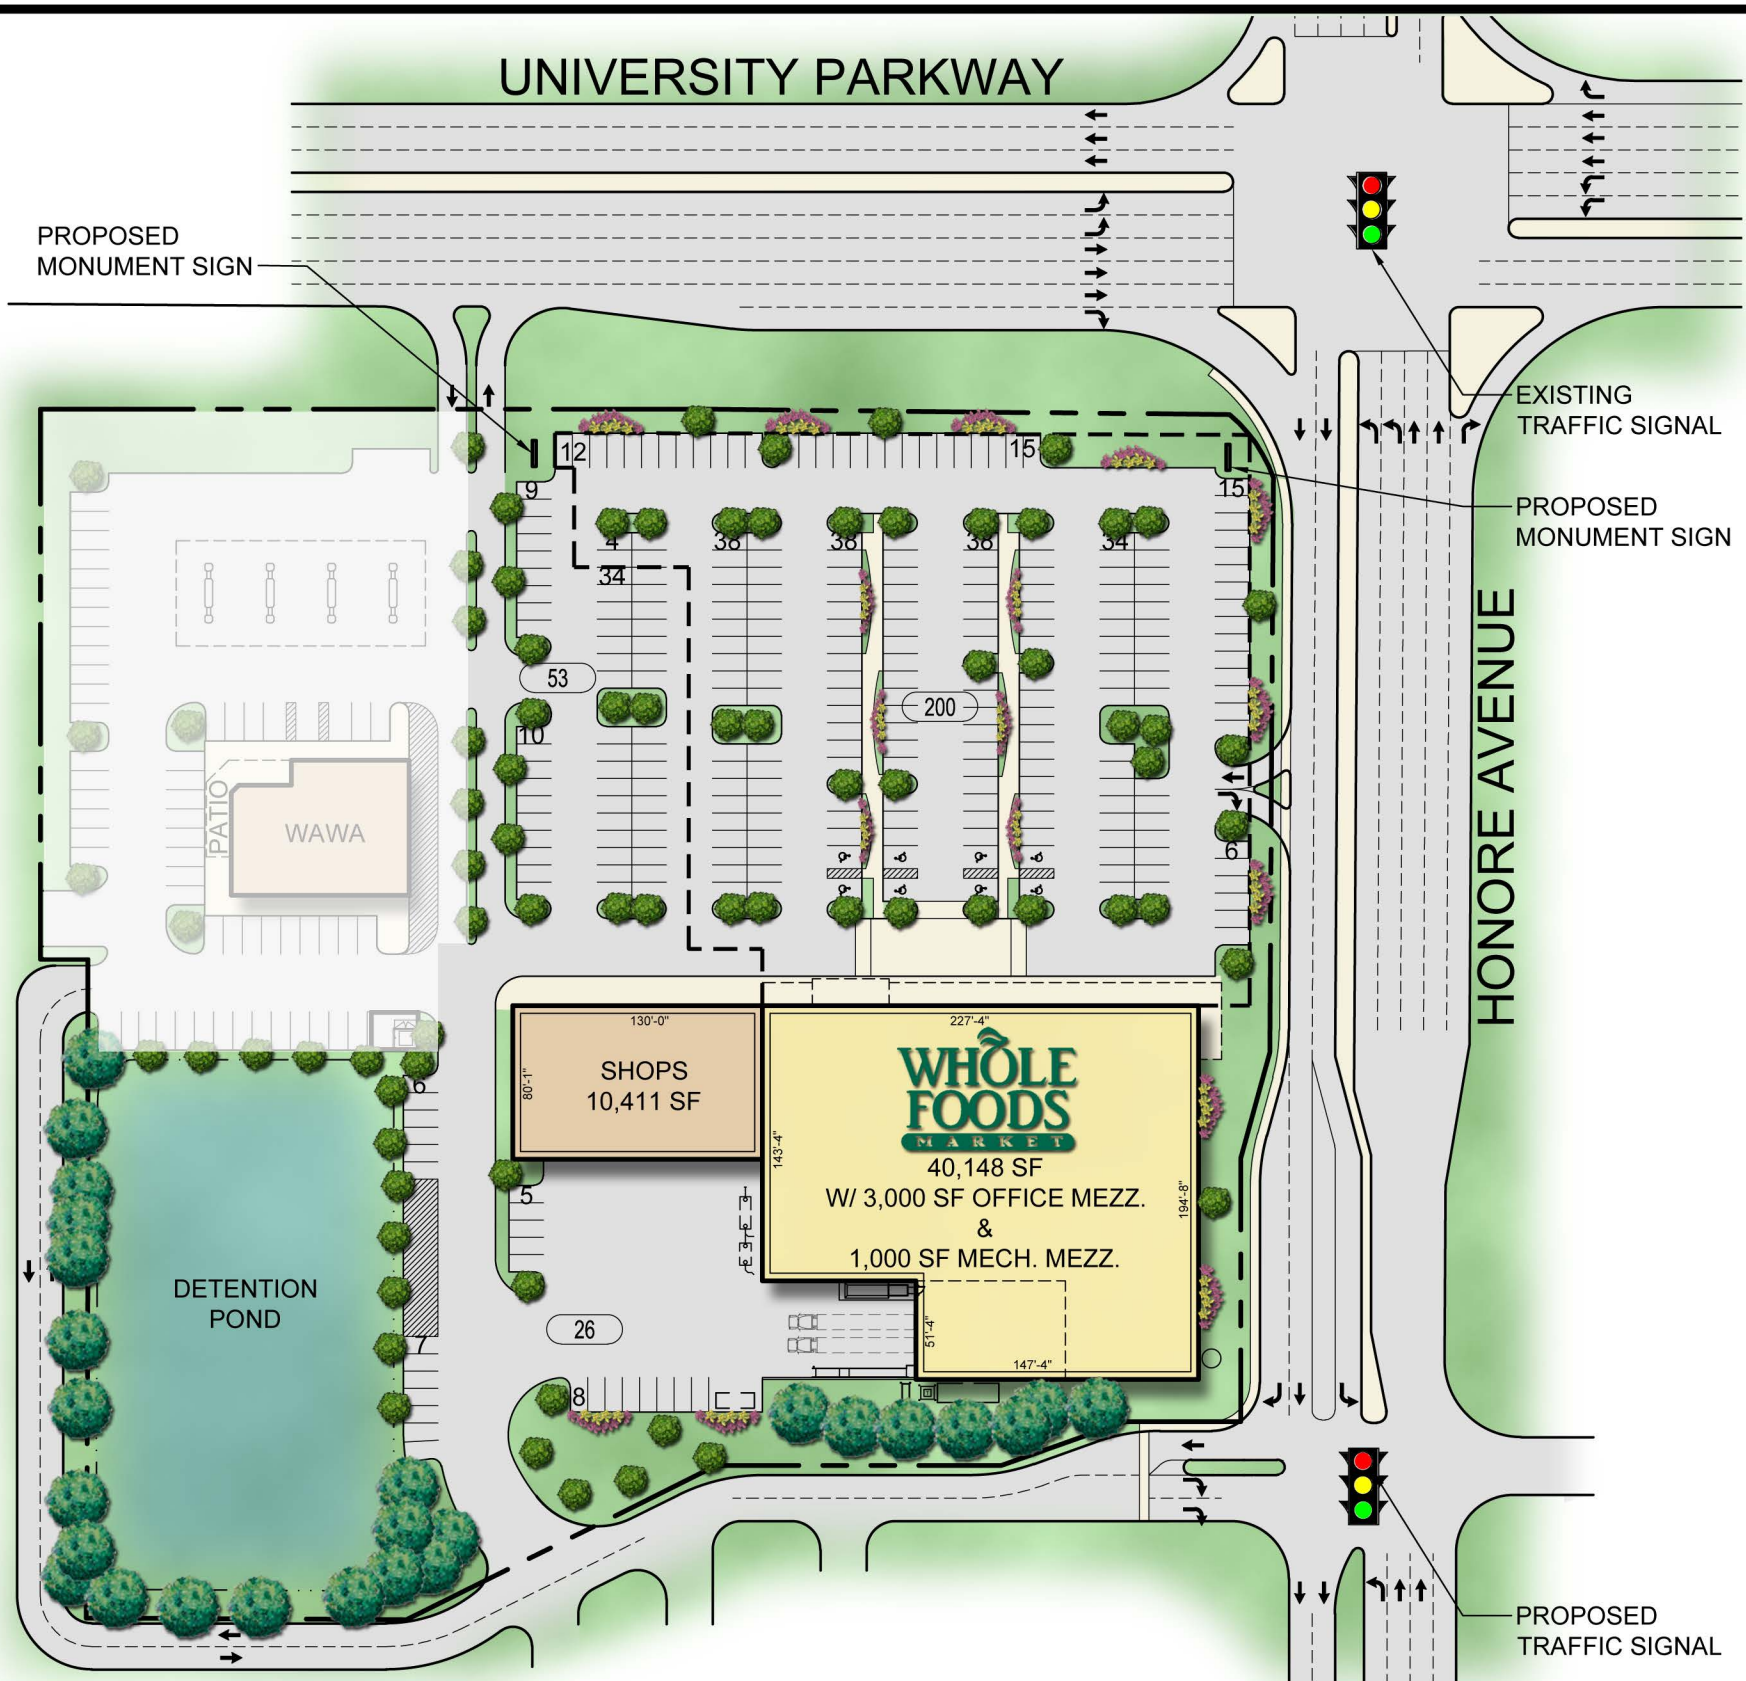 UNIVERSITY PARKWAY
PROPOSED
MONUMENT SIGN
EXISTING
TRAFFIC SIGNAL
PROPOSED
MONUMENT SIGN
12
15
15
9
4
38
38
38
34
34
53
200
10
6
PATIO
WAWA
HONORE AVENUE
130'-0"
80'-1"
SHOPS
10,411 SF
227'-4"
WHOLE
FOODS
MARKET
40,148 SF
W/ 3,000 SF OFFICE MEZZ.
&
1,000 SF MECH. MEZZ.
143'-4"
194'-8"
51'-4"
147'-4"
6
5
7
8
26
DETENTION
POND
PROPOSED
TRAFFIC SIGNAL